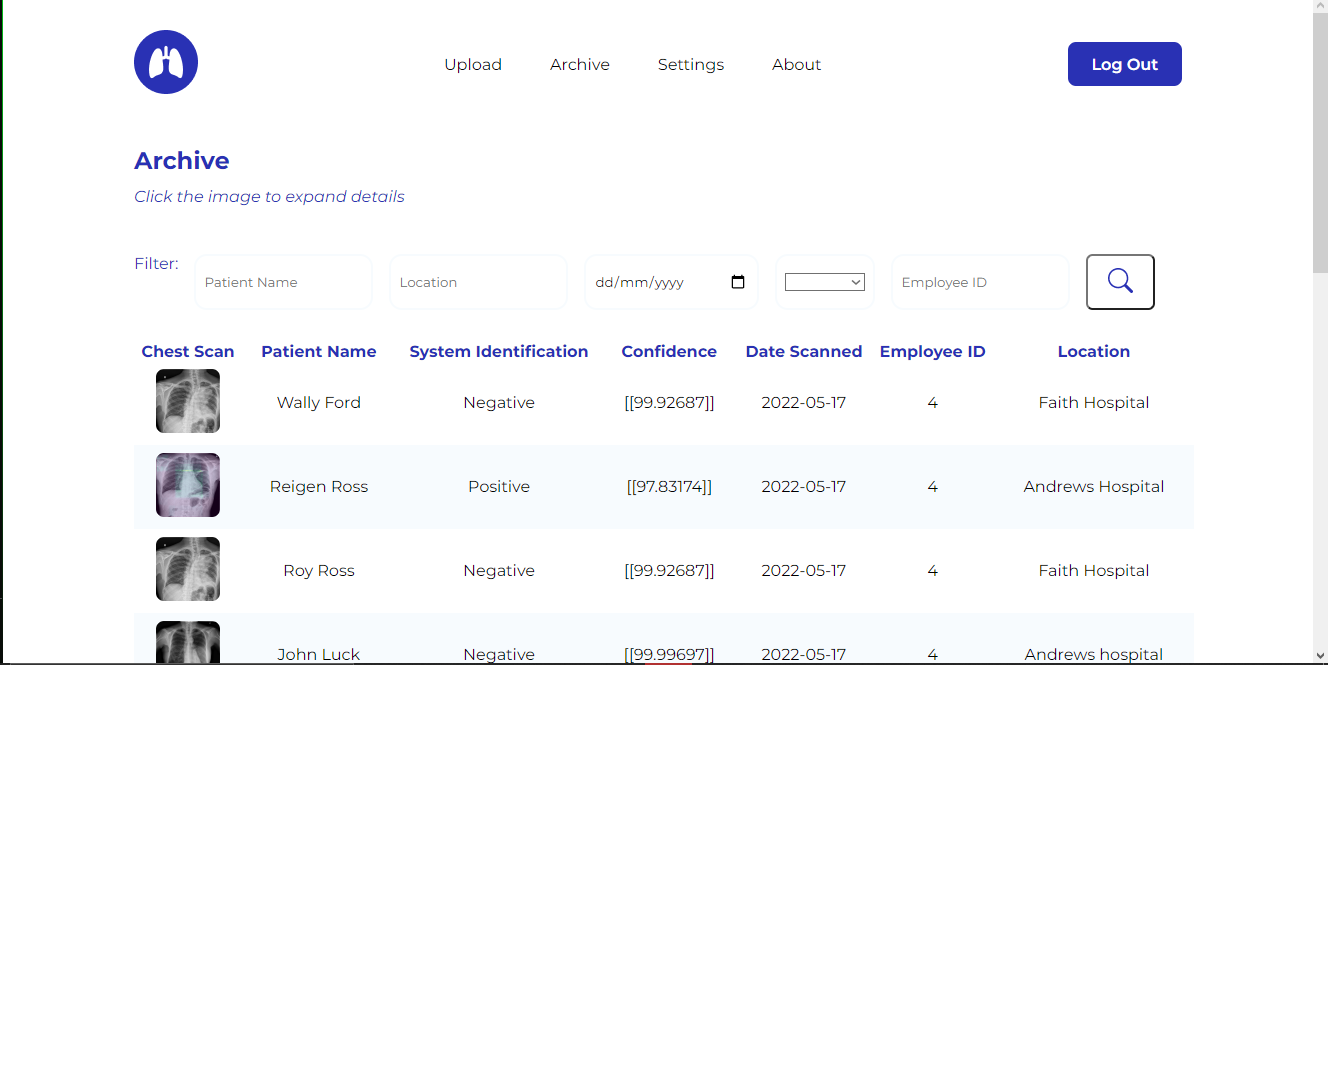 Upload Archive Settings About Log Out
Archive
Click the image to expand details
Filter: Patient Name Location dd/mm/yyyy Employee ID
Chest Scan Patient Name System Identification Confidence Date Scanned Employee ID Location
Wally Ford Negative [[99.92687]] 2022-05-17 4 Faith Hospital
Reigen Ross Positive [[97.83174]] 2022-05-17 4 Andrews Hospital
Roy Ross Negative [[99.92687]] 2022-05-17 4 Faith Hospital
John Luck Negative [[99.99697]] 2022-05-17 4 Andrews hospital